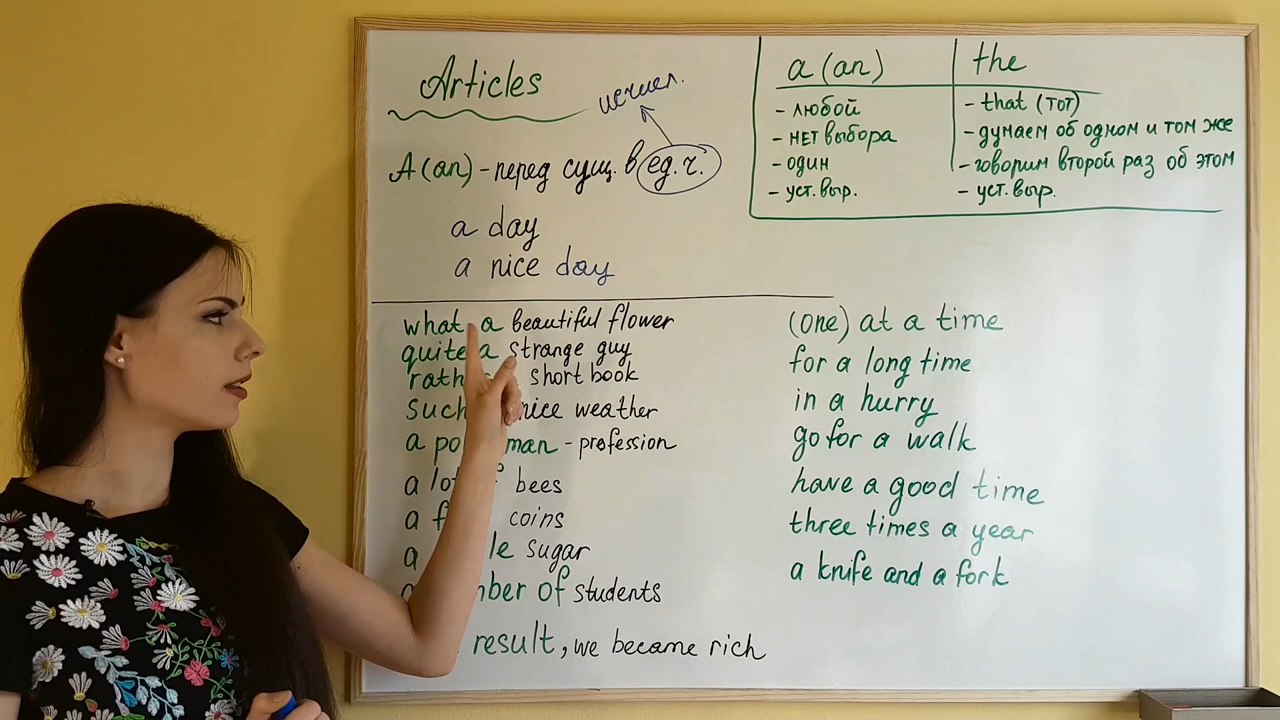 Articles
исчисл.
A (an) - перед сущ. в ед.ч.
a day
a nice day
a (an)
- любой
- нет выбора
- один
- уст. выр.
the
- that (тот)
- думаем об одном и том же
- говорим второй раз об этом
- уст. выр.
what a beautiful flower
quite a strange guy
short book
such nice weather
a man - profession
a bees
a coins
a sugar
of students
result, we became rich
(one) at a time
for a long time
in a hurry
go for a walk
have a good time
three times a year
a knife and a fork